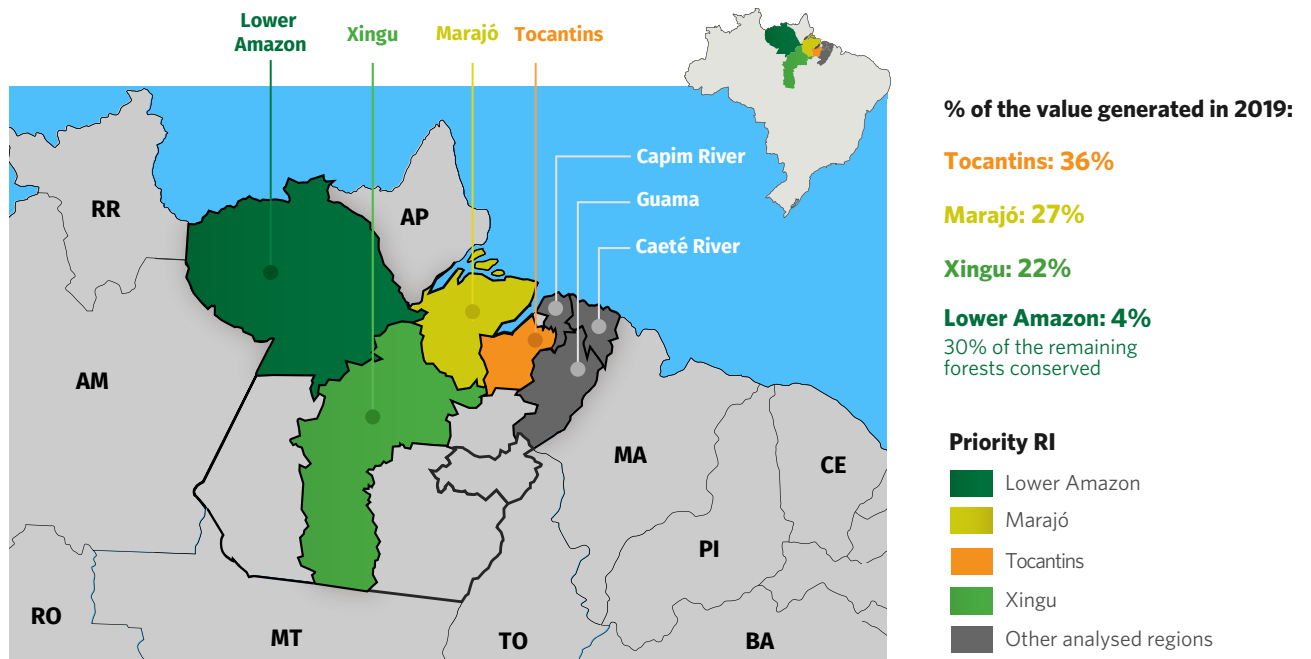 Lower
Amazon
Xingu
Marajó
Tocantins
Capim River
Guama
Caeté River
RR
AP
AM
MA
CE
PI
RO
MT
TO
BA
% of the value generated in 2019:
Tocantins: 36%
Marajó: 27%
Xingu: 22%
Lower Amazon: 4%
30% of the remaining
forests conserved
Priority RI
Lower Amazon
Marajó
Tocantins
Xingu
Other analysed regions